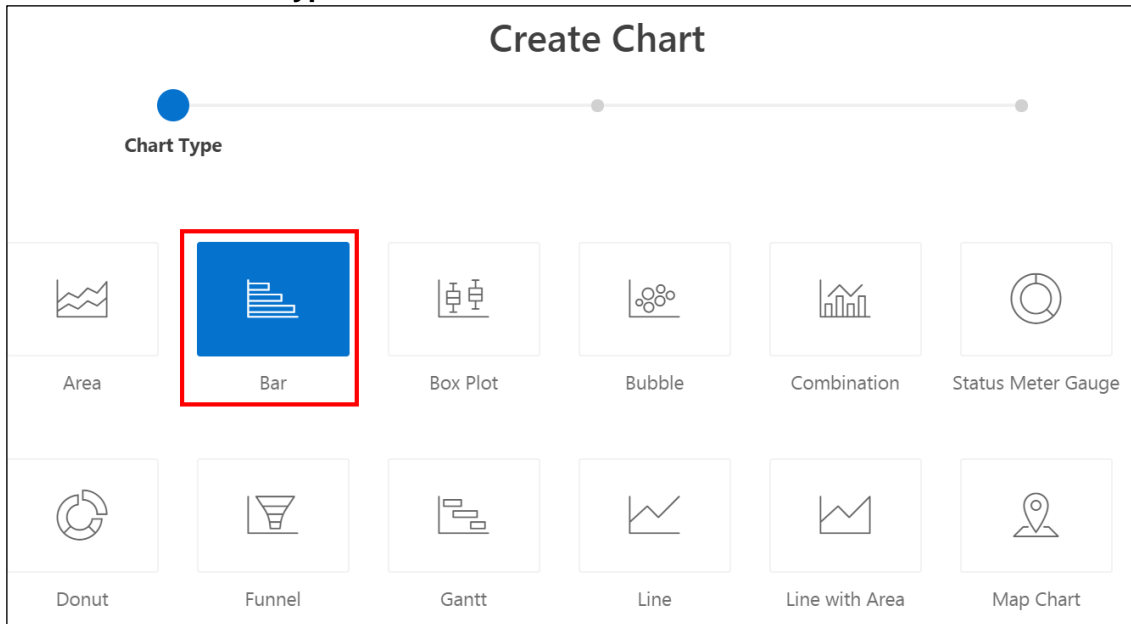 Create Chart
Chart Type
Area Bar Box Plot Bubble Combination Status Meter Gauge
Donut Funnel Gantt Line Line with Area Map Chart